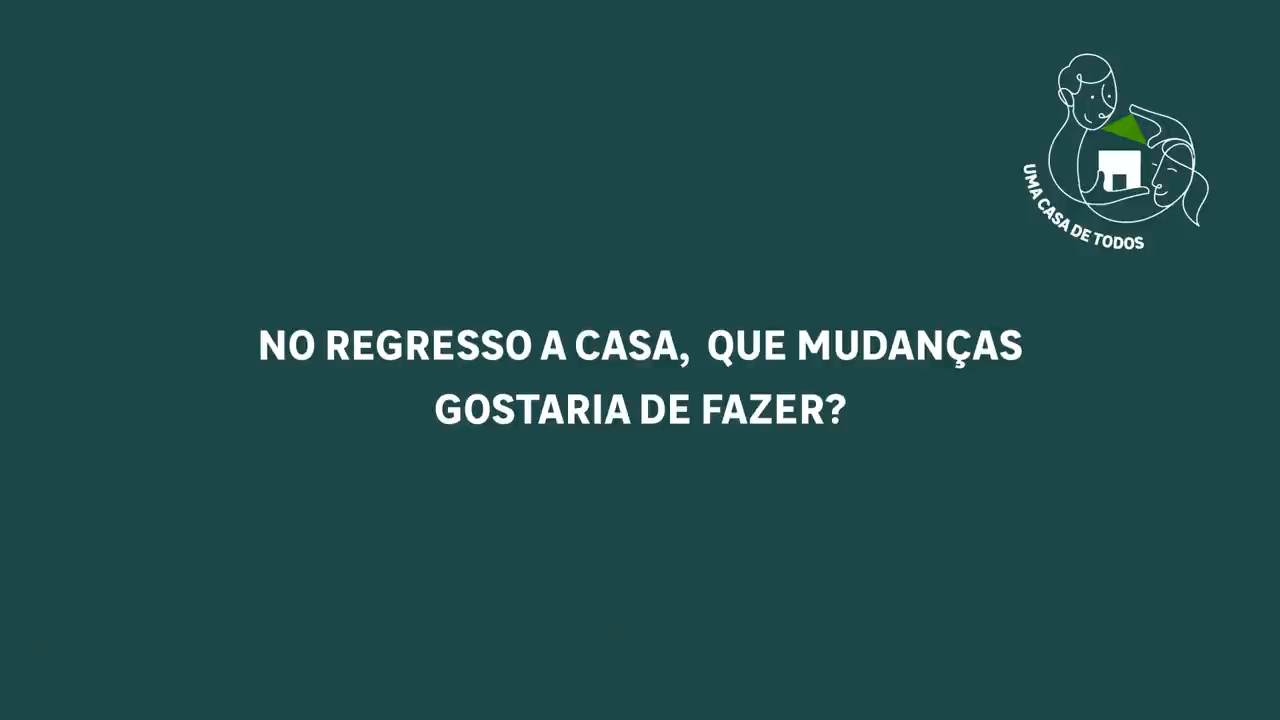 UMA CASA DE TODOS
NO REGRESSO A CASA, QUE MUDANÇAS
GOSTARIA DE FAZER?